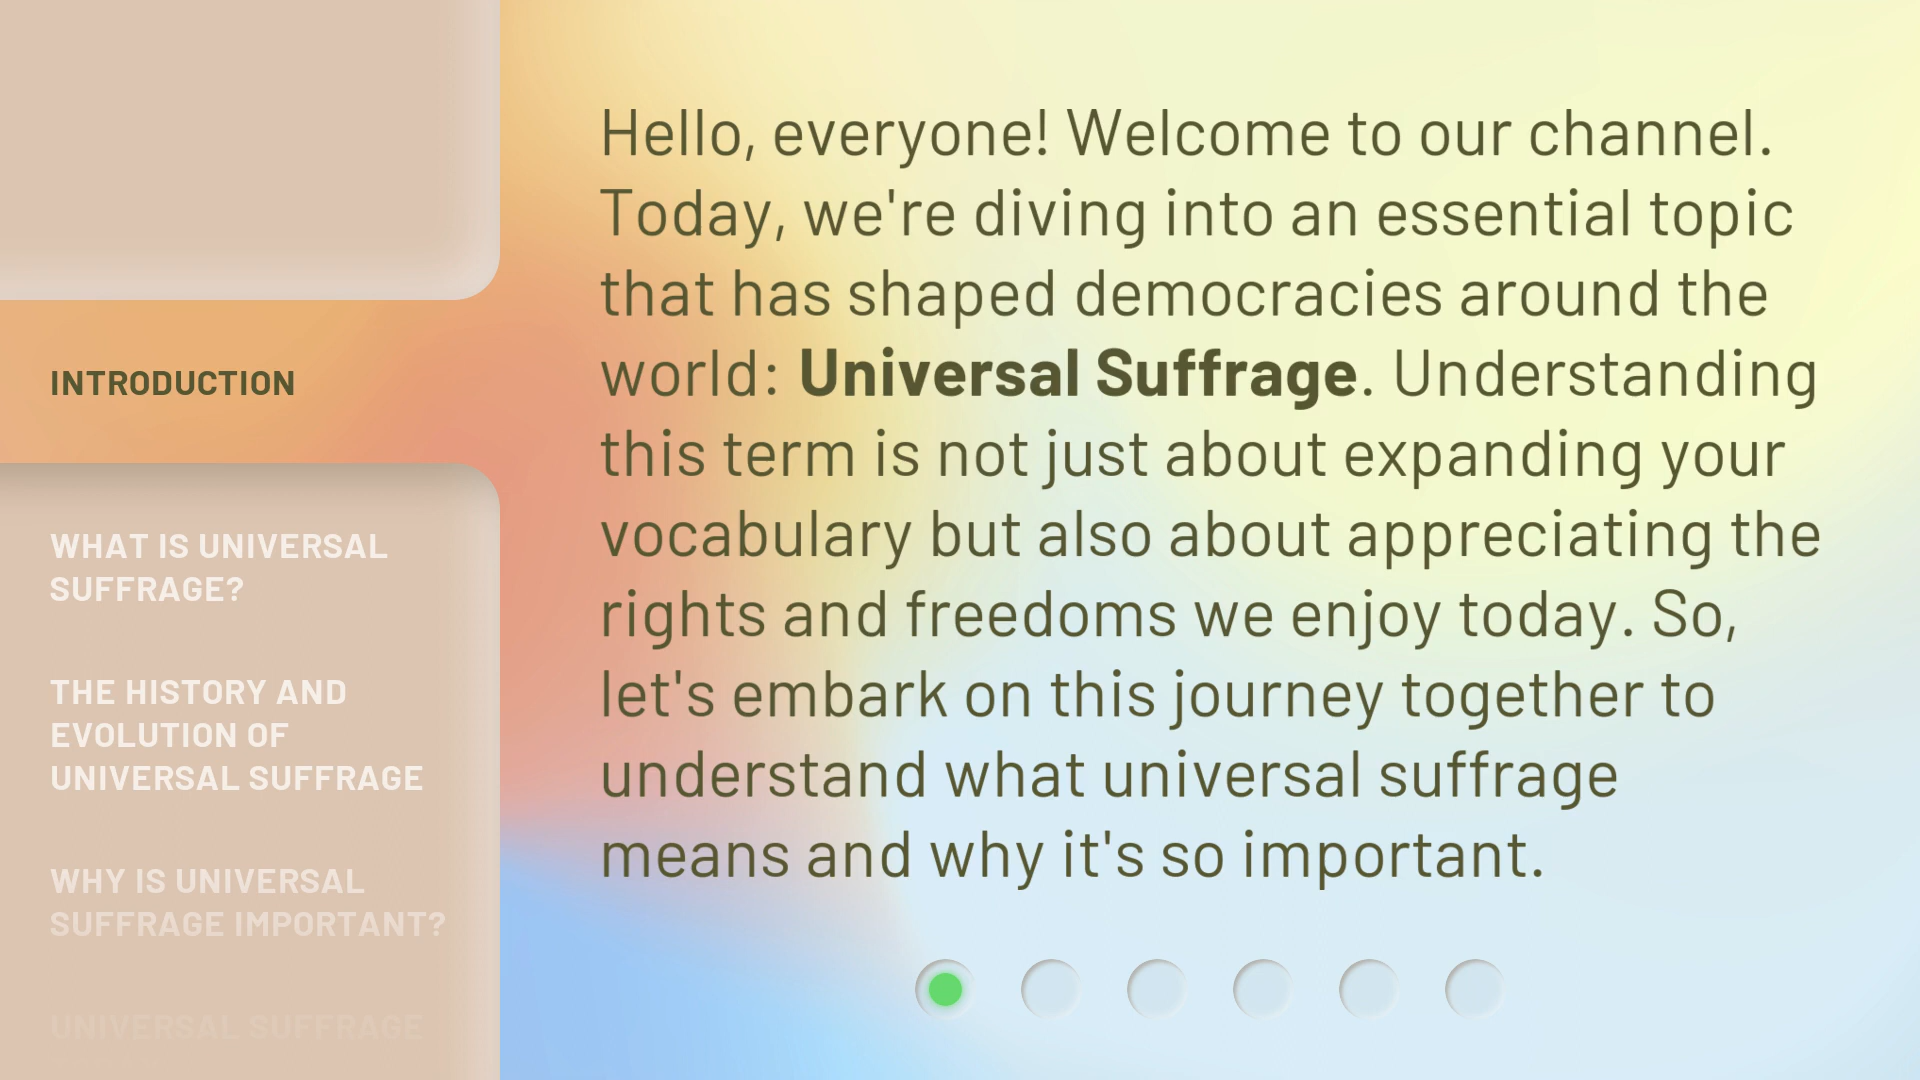 INTRODUCTION
WHAT IS UNIVERSAL
SUFFRAGE?
THE HISTORY AND
EVOLUTION OF
UNIVERSAL SUFFRAGE
WHY IS UNIVERSAL
SUFFRAGE IMPORTANT?
UNIVERSAL SUFFRAGE
Hello, everyone! Welcome to our channel.
Today, we're diving into an essential topic
that has shaped democracies around the
world: Universal Suffrage. Understanding
this term is not just about expanding your
vocabulary but also about appreciating the
rights and freedoms we enjoy today. So,
let's embark on this journey together to
understand what universal suffrage
means and why it's so important.